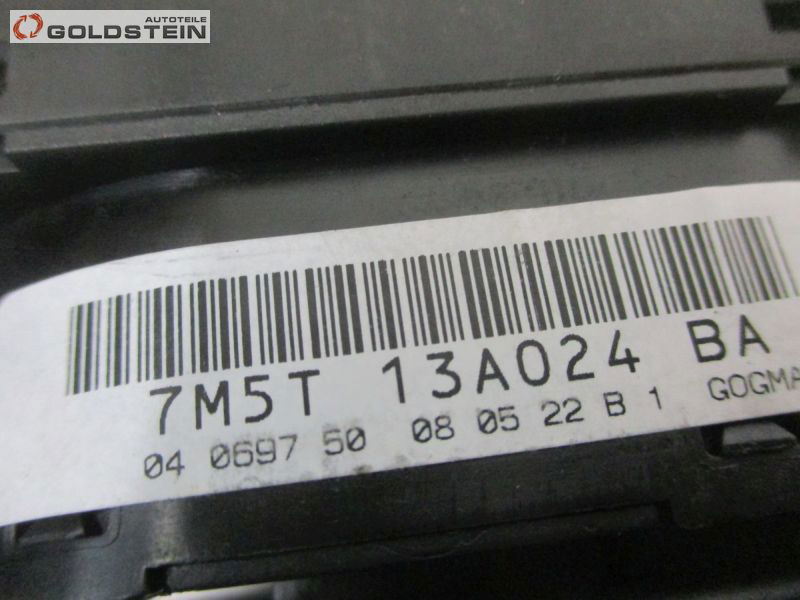 AUTOTEILE
GOLDSTEIN
7M5T 13A024 BA
04 0697 50 08 05 22 B 1 GOGMA